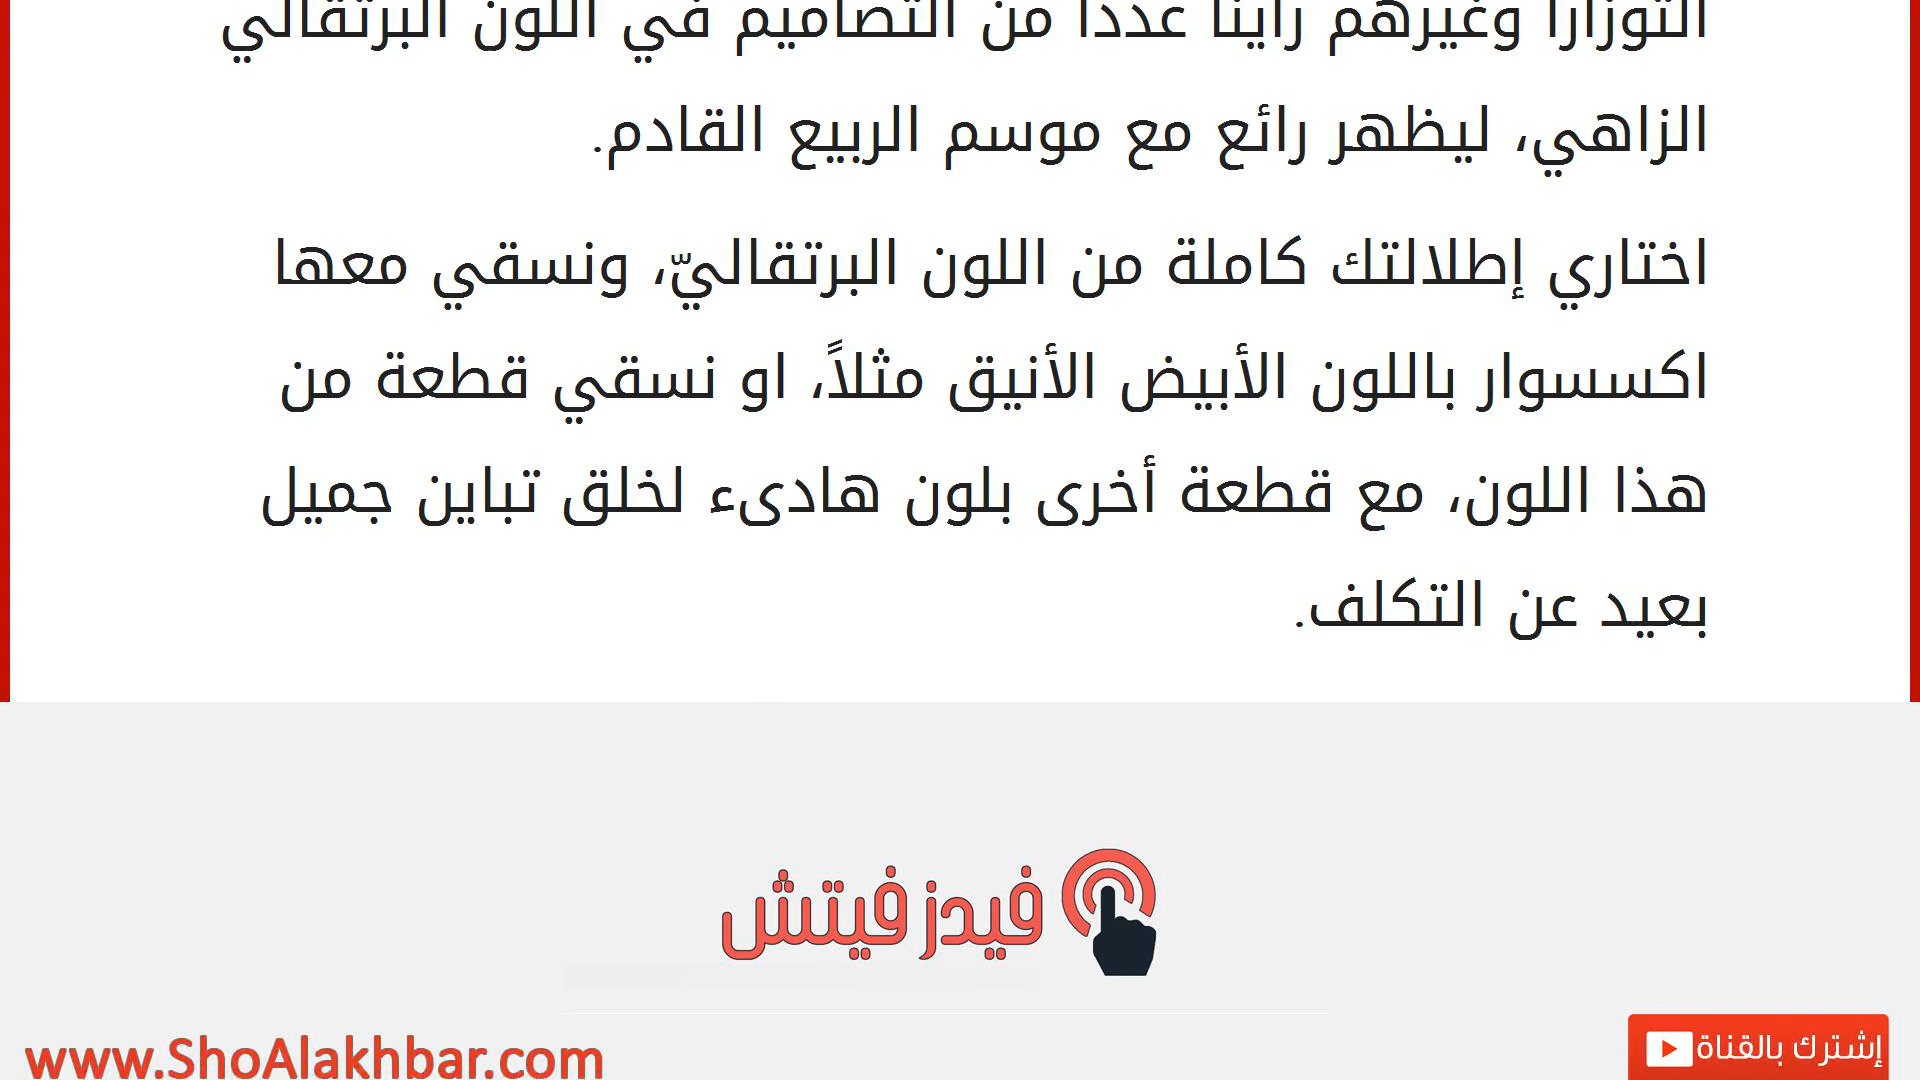 التوزارا وغيرهم رأينا عدداً من التصاميم في اللون البرتقالي
الزاهي، ليظهر رائع مع موسم الربيع القادم.
اختاري إطلالتك كاملة من اللون البرتقاليّ، ونسقي معها
اكسسوار باللون الأبيض الأنيق مثلاً، او نسقي قطعة من
هذا اللون، مع قطعة أخرى بلون هادىء لخلق تباين جميل
بعيد عن التكلف.
فيدز فيتش
www.ShoAlakhbar.com
إشترك بالقناة